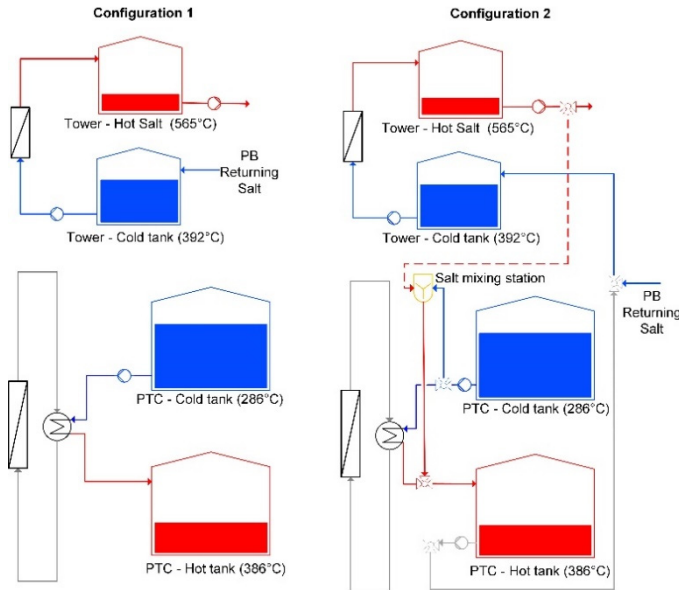 Configuration 1
Tower - Hot Salt (565°C)
PB
Returning
Salt
Tower - Cold tank (392°C)
PTC - Cold tank (286°C)
PTC - Hot tank (386°C)
Configuration 2
Tower - Hot Salt (565°C)
Tower - Cold tank (392°C)
Salt mixing station
PB
Returning
Salt
PTC - Cold tank (286°C)
PTC - Hot tank (386°C)